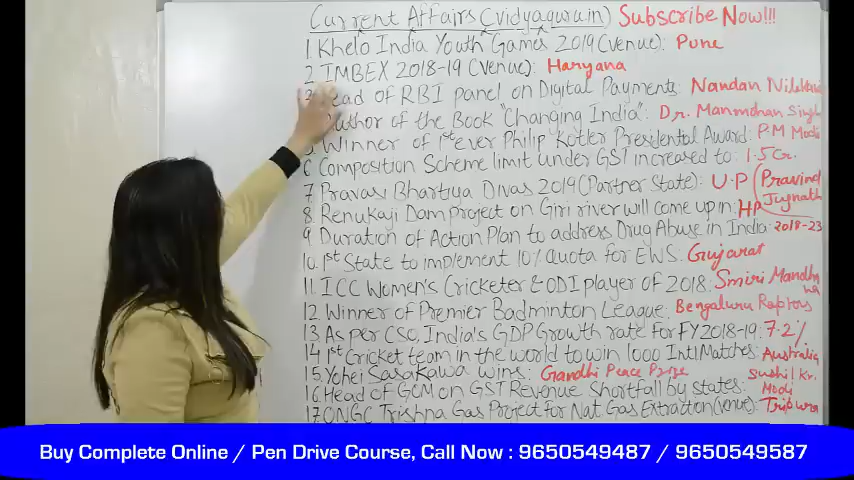 Current Affairs (vidyaguru.in) Subscribe Now!!!
1 Khelo India Youth Games 2019 (Venue): Pune
2 IMBEX 2018-19 (Venue): Haryana
3 Head of RBI panel on Digital Payments: Nandan Nilekani
Author of the Book "Changing India": Dr. Manmohan Singh
5 Winner of 1st ever Philip Kotler Presidential Award: P.M Modi
6 Composition Scheme limit under GST increased to: 1.5 Cr.
7 Pravasi Bhartiya Divas 2019 (Partner State): U.P (Pravind Jugnath
8. Renukaji Dam project on Giri river will come up in: HP
9 Duration of Action Plan to address Drug Abuse in India: 2018-23
10. 1st State to implement 10% quota for EWS: Gujarat
11. ICC Women's Cricketer & ODI player of 2018: Smiri Mandhana
12 Winner of Premier Badminton League: Bengaluru Raptors
13 As per CSO, India's GDP Growth rate for FY 2018-19: 7.2%
14 1st Cricket team in the world to win 1000 Intl Matches: Australia
15. Yohei Sasakawa wins: Gandhi Peace Prize
16. Head of GOM on GST Revenue Shortfall by states: Sushil Kr. Modi
17. ONGC Trishna Gas Project for Nat. Gas Extraction (venue): Tripura
Buy Complete Online / Pen Drive Course, Call Now : 9650549487 / 9650549587